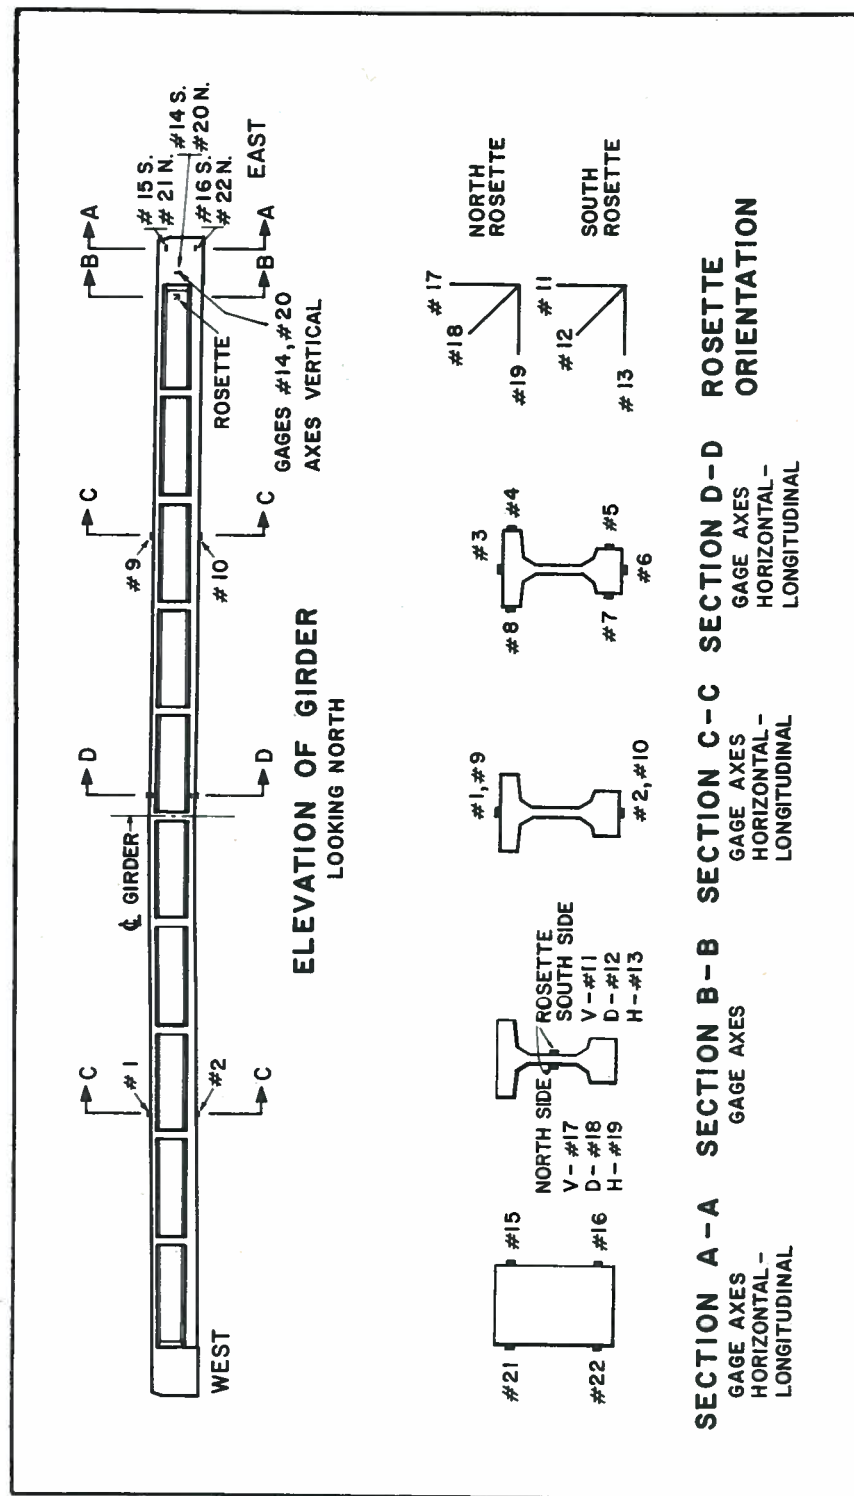 # 15 S.
# 21 N.
#14 S.
#20 N.
#16 S.
#22 N.
EAST
A
A
B
B
ROSETTE
GAGES #14, #20
AXES VERTICAL
C
C
#9
#10
D
D
℄ GIRDER
C
C
#1
#2
WEST
ELEVATION OF GIRDER
LOOKING NORTH
#21
#15
#22
#16
SECTION A-A
GAGE AXES
HORIZONTAL-
LONGITUDINAL
NORTH SIDE
V-#17
D-#18
H-#19
ROSETTE
SOUTH SIDE
V-#11
D-#12
H-#13
SECTION B-B
GAGE AXES
#1, #9
#2, #10
SECTION C-C
GAGE AXES
HORIZONTAL-
LONGITUDINAL
#3
#4
#8
#5
#7
#6
SECTION D-D
GAGE AXES
HORIZONTAL-
LONGITUDINAL
#17
#18
#19
NORTH
ROSETTE
#11
#12
#13
SOUTH
ROSETTE
ROSETTE
ORIENTATION